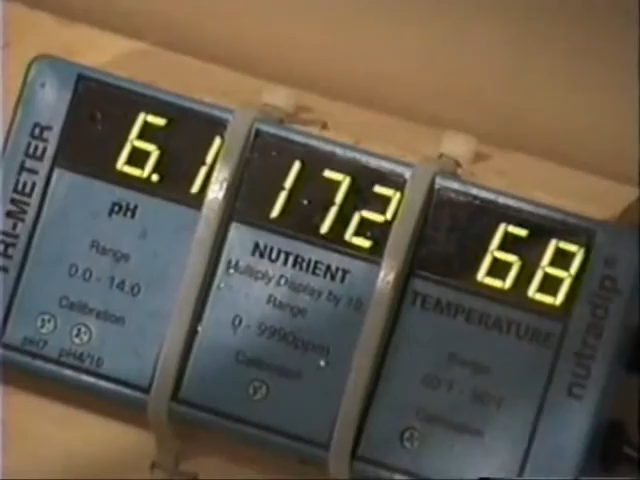 TRI-METER
6.1
pH
Range
0.0 - 14.0
Calibration
pH7 pH4/10
172
NUTRIENT
Multiply Display by 10
Range
0 - 9990ppm
Calibration
68
TEMPERATURE
Range
Calibration
nutradip®